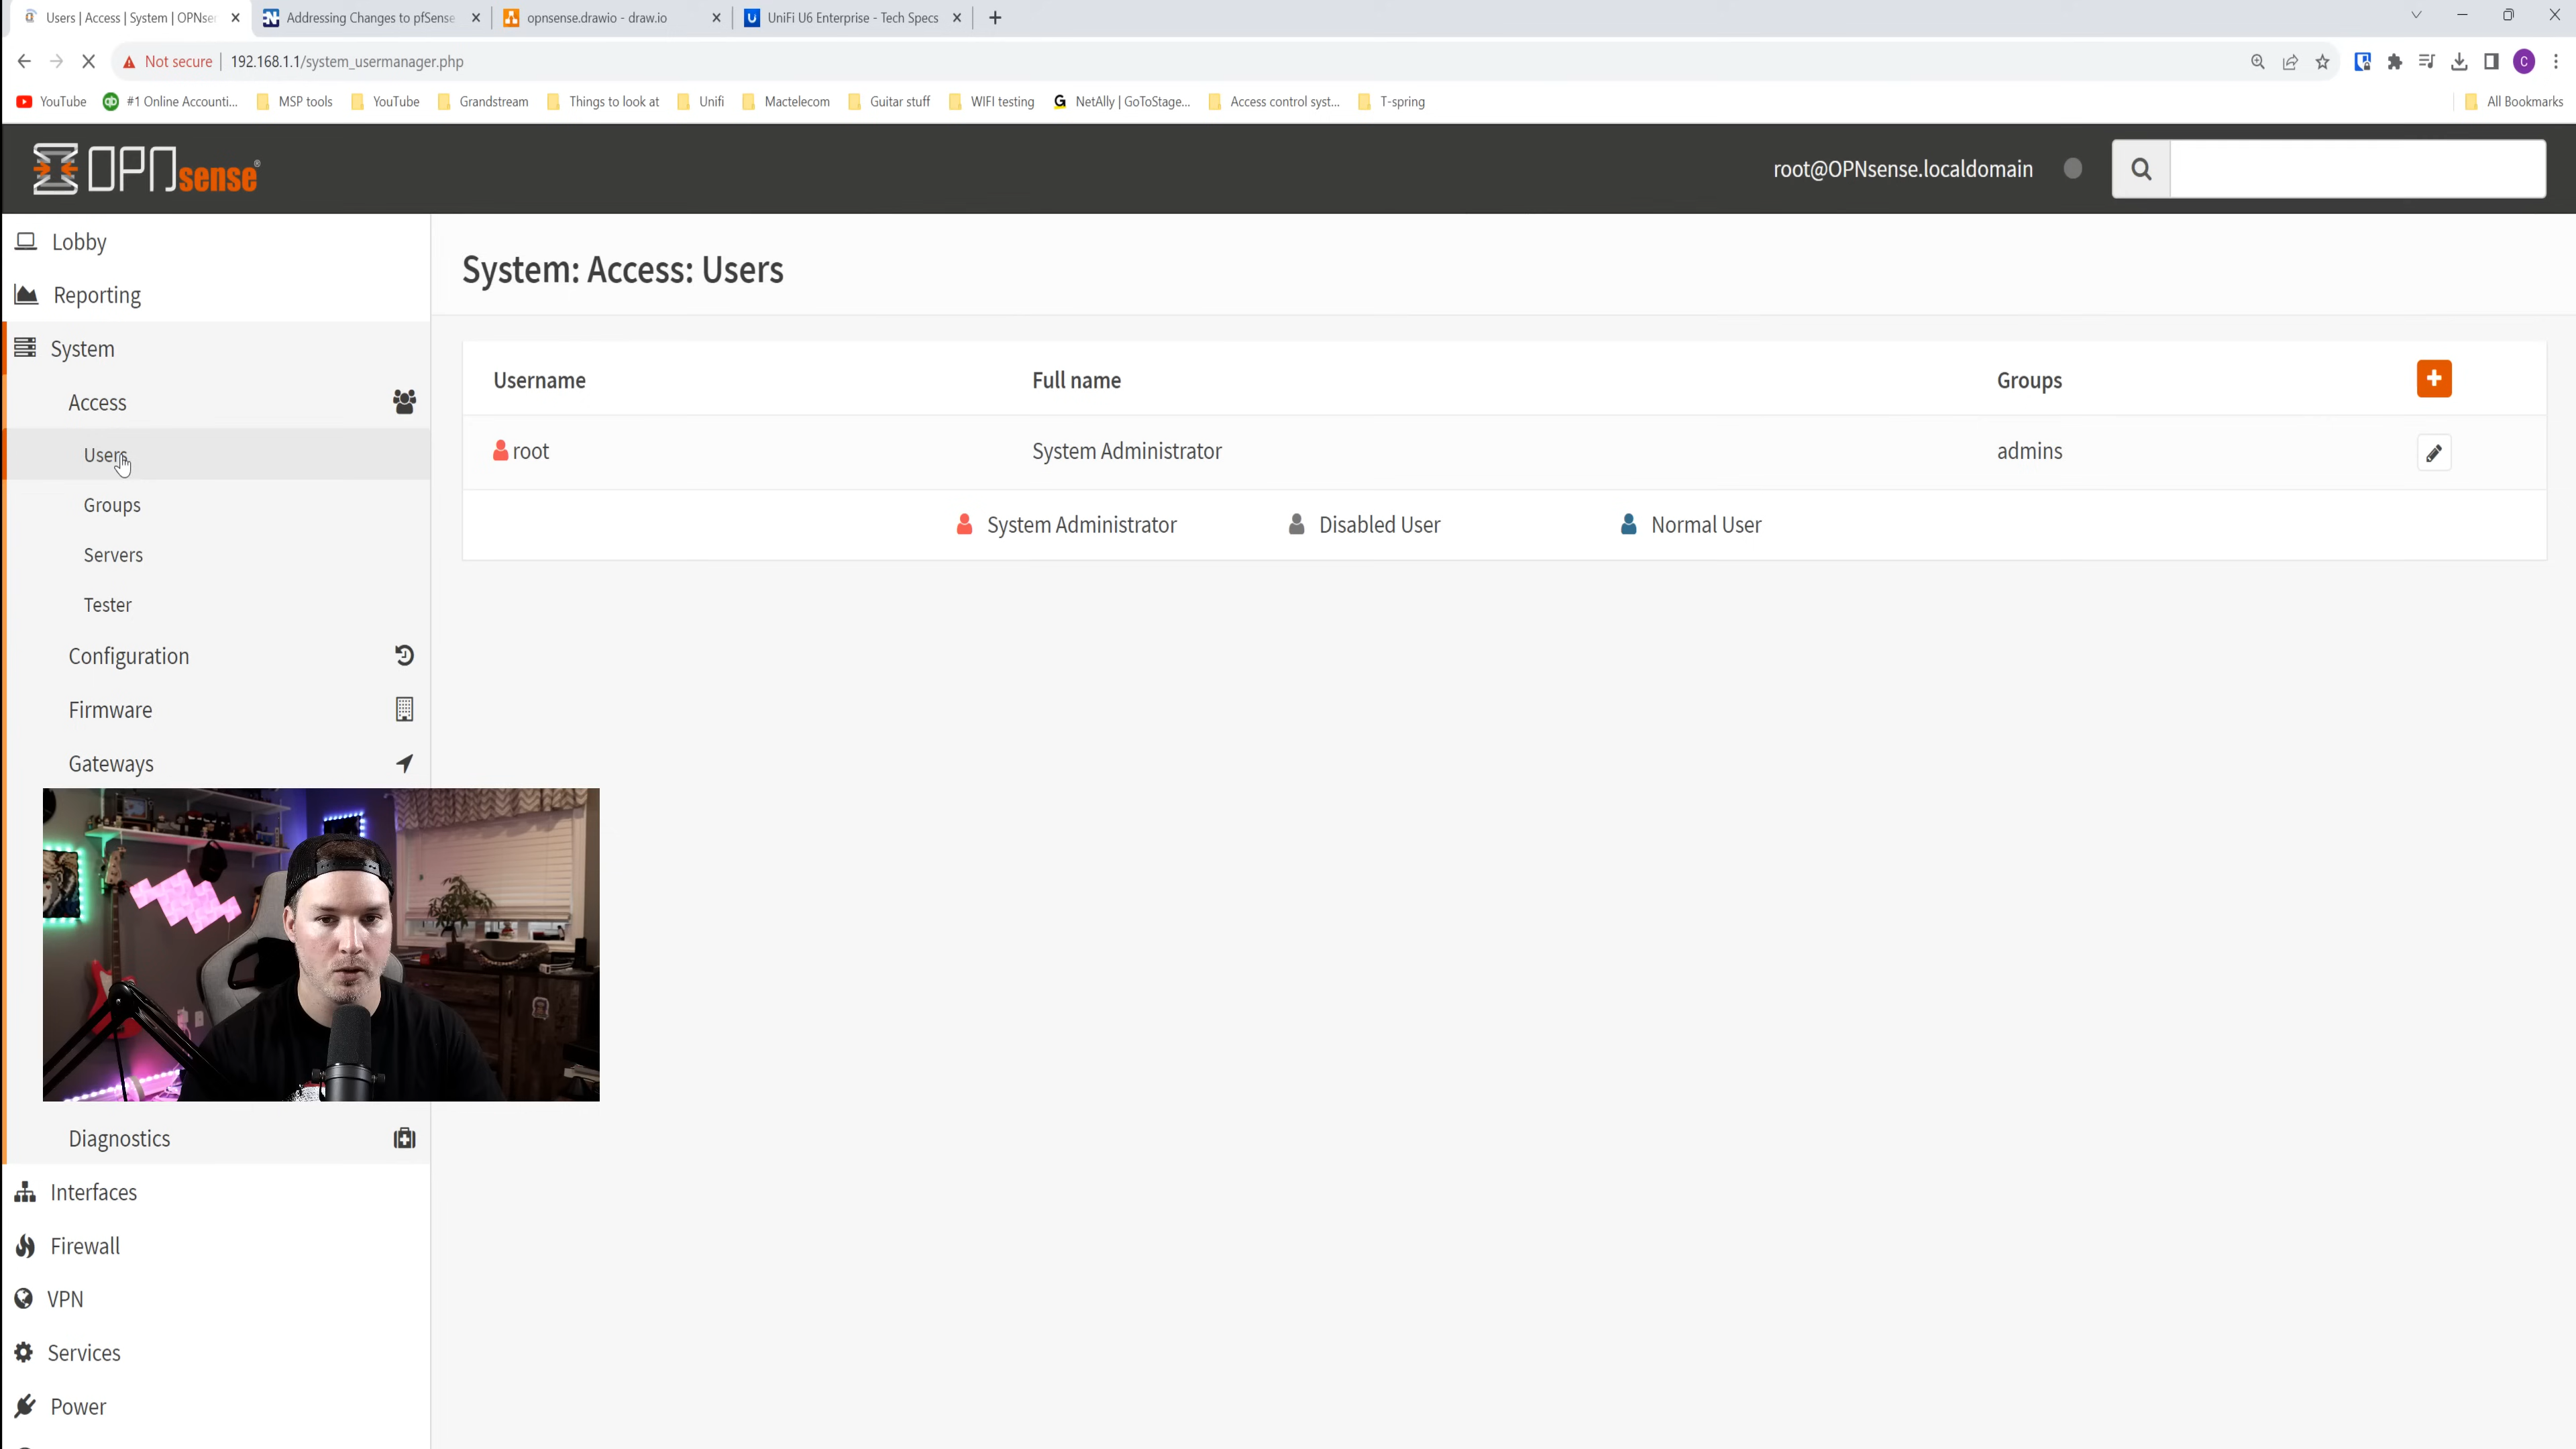 Users | Access | System | OPNsen
Addressing Changes to pfSense
opnsense.drawio - draw.io
UniFi U6 Enterprise - Tech Specs
Not secure
192.168.1.1/system_usermanager.php
C
YouTube
#1 Online Accounti...
MSP tools
YouTube
Grandstream
Things to look at
Unifi
Mactelecom
Guitar stuff
WIFI testing
G NetAlly | GoToStage...
Access control syst...
T-spring
All Bookmarks
OPNsense®
root@OPNsense.localdomain
Lobby
Reporting
System
Access
Users
Groups
Servers
Tester
Configuration
Firmware
Gateways
Diagnostics
Interfaces
Firewall
VPN
Services
Power
System: Access: Users
Username Full name Groups
root System Administrator admins
System Administrator Disabled User Normal User